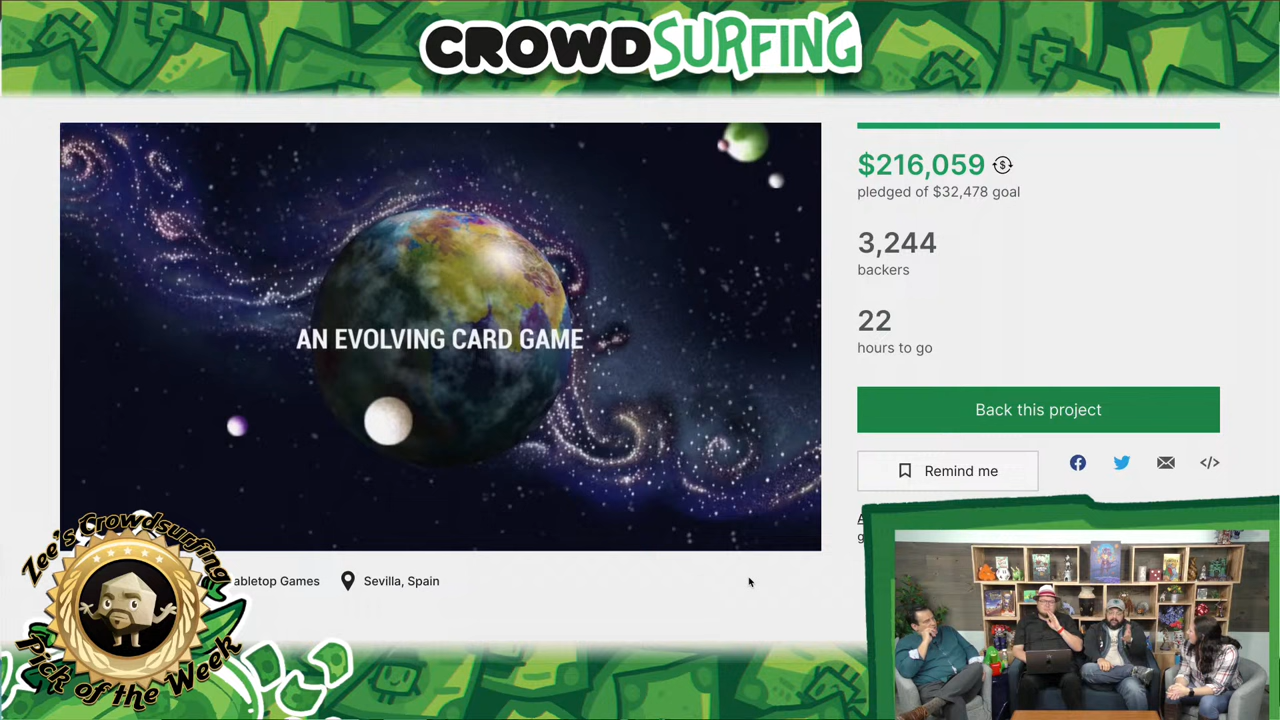 CROWDSURFING
$216,059
pledged of $32,478 goal
3,244
backers
AN EVOLVING CARD GAME
22
hours to go
Back this project
Remind me
</>
Zee's Crowdsurfing
Pick of the Week
abletop Games
Sevilla, Spain